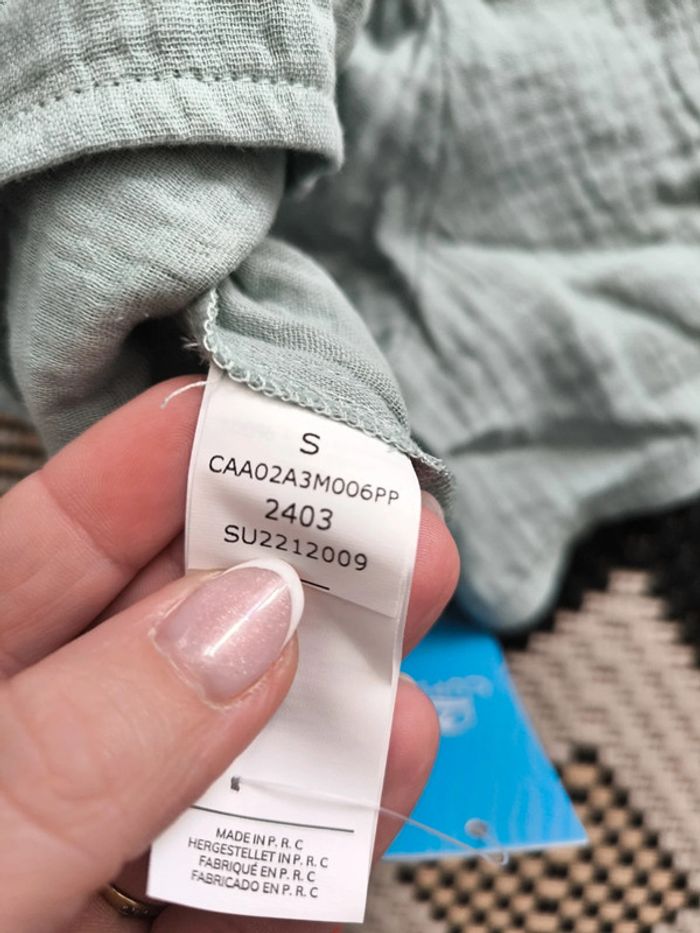 S
CAA02A3M006PP
2403
SU2212009
MADE IN P. R. C
HERGESTELLET IN P. R. C
FABRIQUÉ EN P. R. C
FABRICADO EN P. R. C